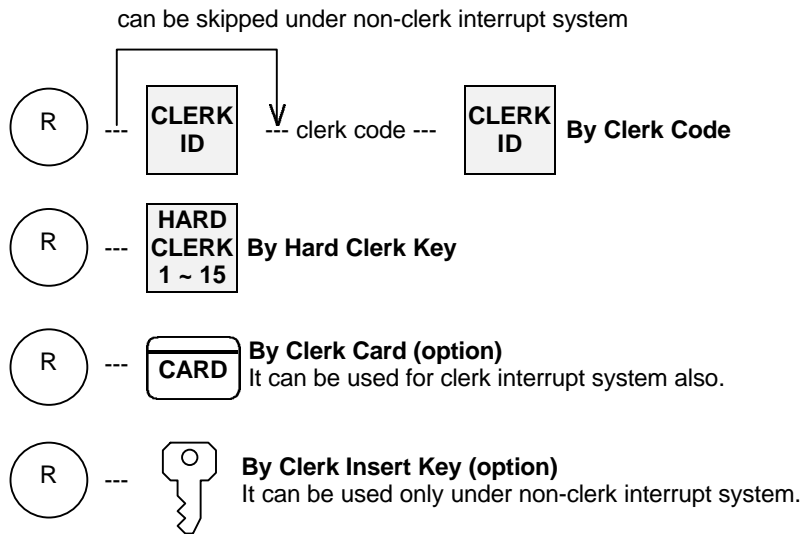 can be skipped under non-clerk interrupt system
R --- CLERK ID --- clerk code --- CLERK ID By Clerk Code
R --- HARD CLERK 1 ~ 15 By Hard Clerk Key
R --- CARD By Clerk Card (option)
It can be used for clerk interrupt system also.
R --- By Clerk Insert Key (option)
It can be used only under non-clerk interrupt system.